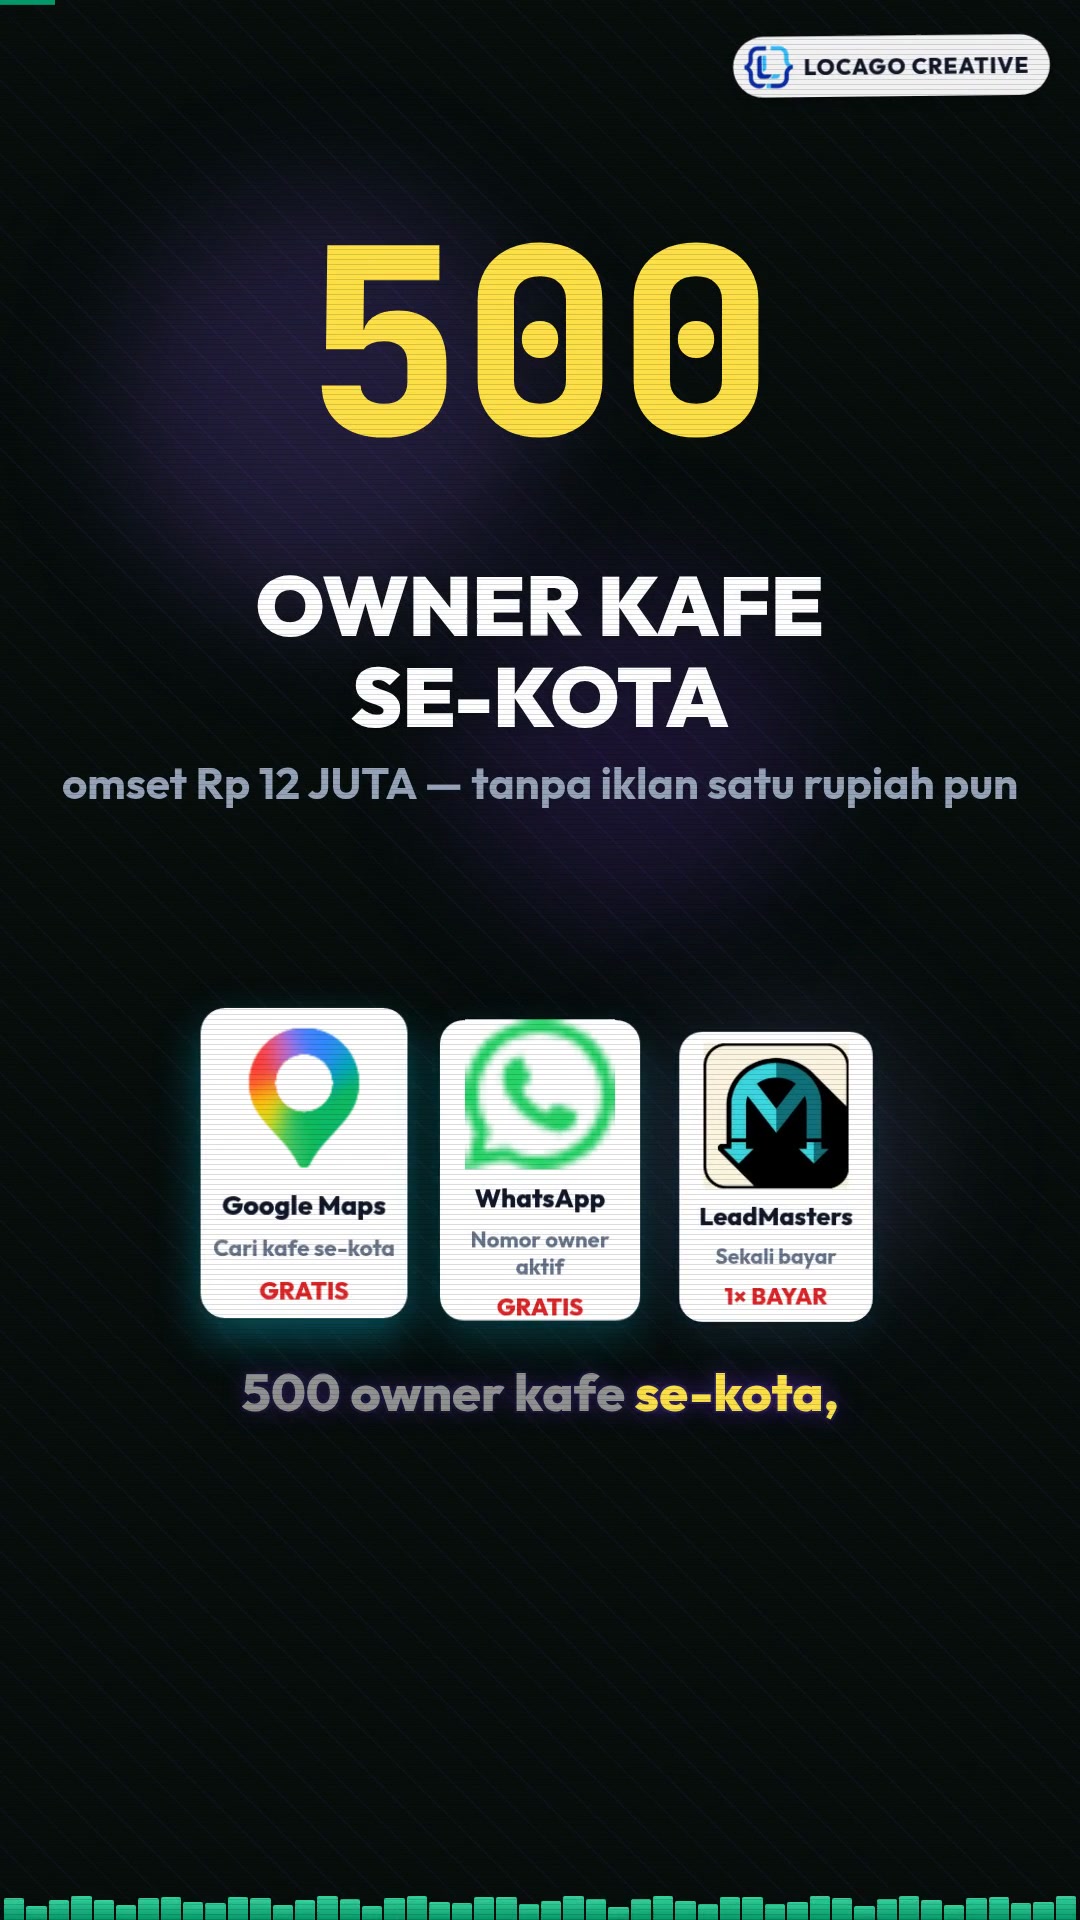 LOCAGO CREATIVE
500
OWNER KAFE
SE-KOTA
omset Rp 12 JUTA — tanpa iklan satu rupiah pun
Google Maps
Cari kafe se-kota
GRATIS
WhatsApp
Nomor owner
aktif
GRATIS
LeadMasters
Sekali bayar
1× BAYAR
500 owner kafe se-kota,